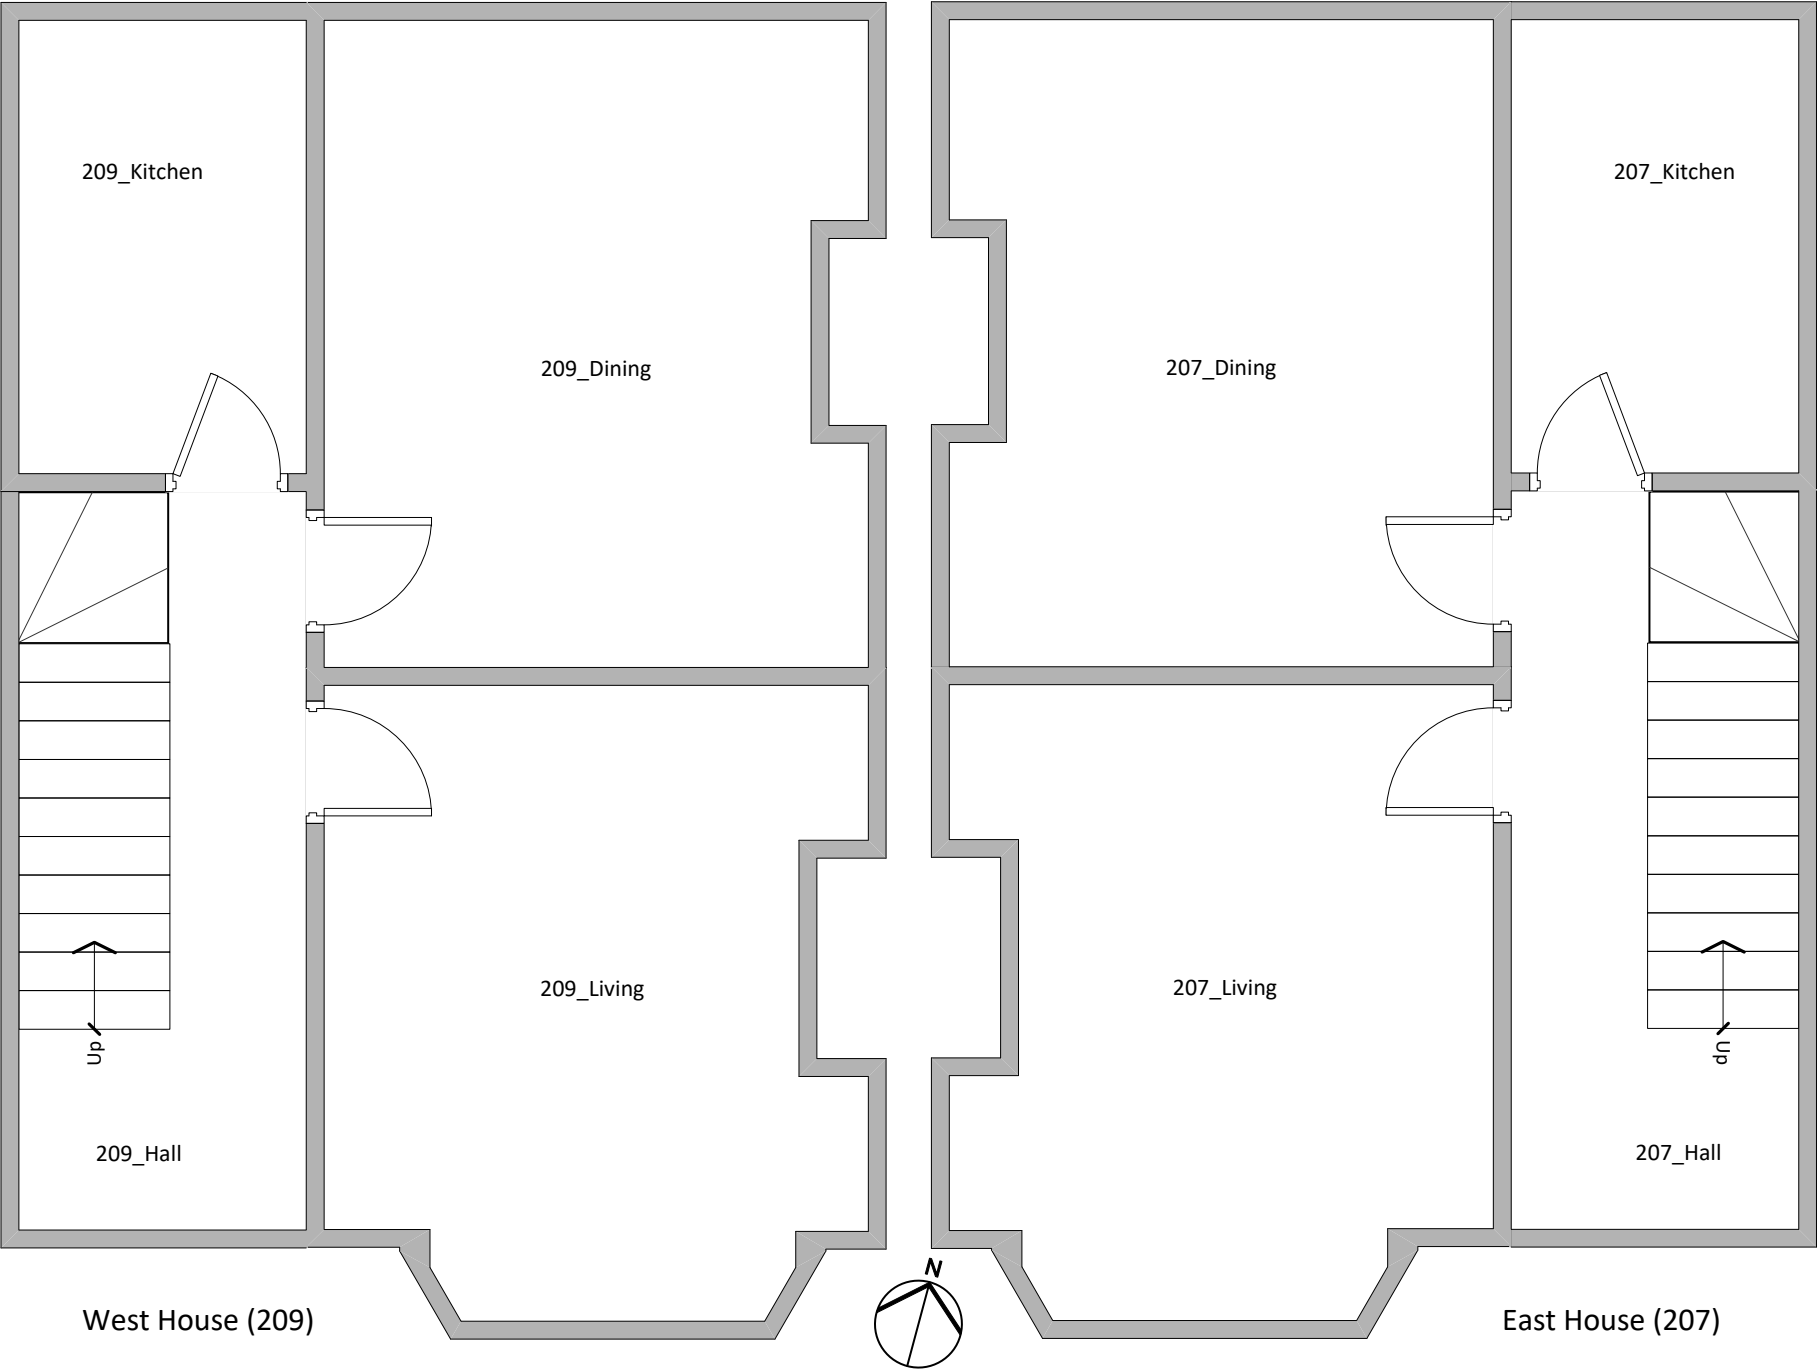 209_Kitchen
207_Kitchen
209_Dining
207_Dining
209_Living
207_Living
Up
Up
209_Hall
207_Hall
N
West House (209)
East House (207)